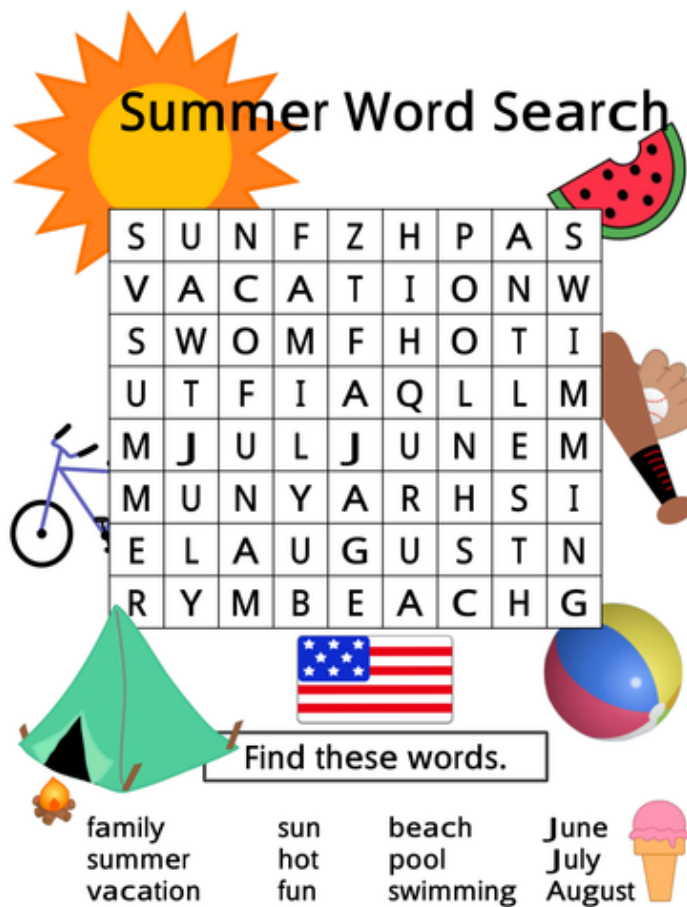 Summer Word Search
S U N F Z H P A S
V A C A T I O N W
S W O M F H O T I
U T F I A Q L L M
M J U L J U N E M
M U N Y A R H S I
E L A U G U S T N
R Y M B E A C H G
Find these words.
family sun beach June
summer hot pool July
vacation fun swimming August